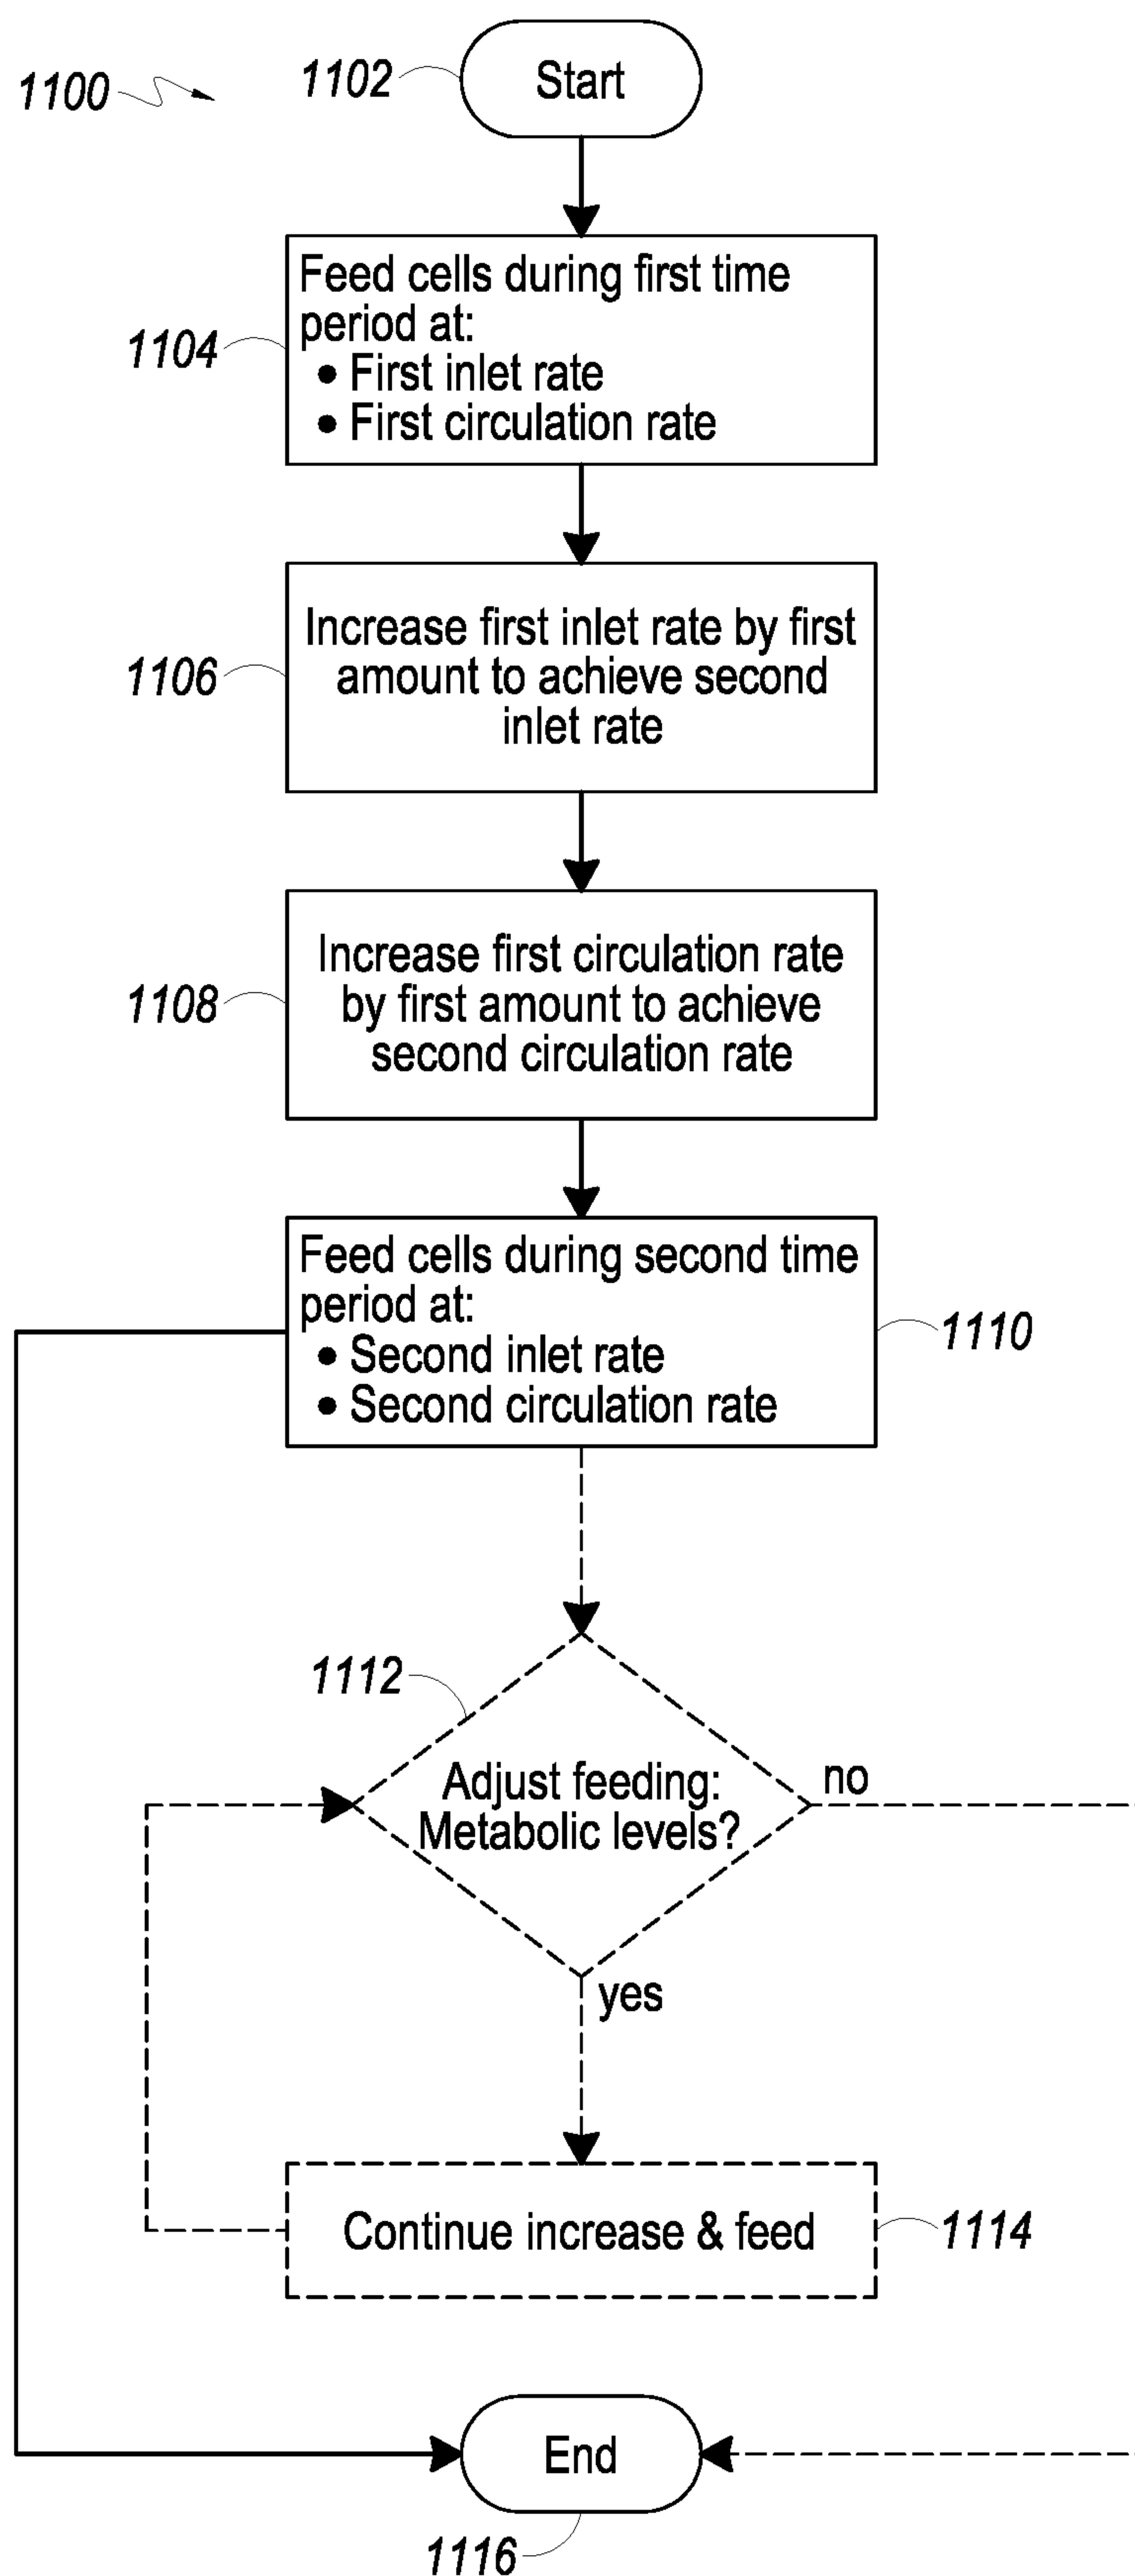 1100
1102
Start
1104
Feed cells during first time
period at:
• First inlet rate
• First circulation rate
1106
Increase first inlet rate by first
amount to achieve second
inlet rate
1108
Increase first circulation rate
by first amount to achieve
second circulation rate
Feed cells during second time
period at:
• Second inlet rate
• Second circulation rate
1110
1112
Adjust feeding:
Metabolic levels?
no
yes
Continue increase & feed
1114
End
1116